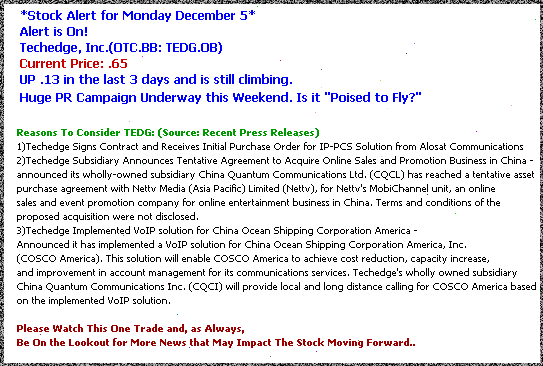 *Stock Alert for Monday December 5*
Alert is On!
Techedge, Inc.(OTC.BB: TEDG.OB)
Current Price: .65
UP .13 in the last 3 days and is still climbing.
Huge PR Campaign Underway this Weekend. Is it "Poised to Fly?"
Reasons To Consider TEDG: (Source: Recent Press Releases)
1)Techedge Signs Contract and Receives Initial Purchase Order for IP-PCS Solution from Alosat Communications
2)Techedge Subsidiary Announces Tentative Agreement to Acquire Online Sales and Promotion Business in China -
announced its wholly-owned subsidiary China Quantum Communications Ltd. (CQCL) has reached a tentative asset
purchase agreement with Nettv Media (Asia Pacific) Limited (Nettv), for Nettv's MobiChannel unit, an online
sales and event promotion company for online entertainment business in China. Terms and conditions of the
proposed acquisition were not disclosed.
3)Techedge Implemented VoIP solution for China Ocean Shipping Corporation America -
Announced it has implemented a VoIP solution for China Ocean Shipping Corporation America, Inc.
(COSCO America). This solution will enable COSCO America to achieve cost reduction, capacity increase,
and improvement in account management for its communications services. Techedge's wholly owned subsidiary
China Quantum Communications Inc. (CQCI) will provide local and long distance calling for COSCO America based
on the implemented VoIP solution.
Please Watch This One Trade and, as Always,
Be On the Lookout for More News that May Impact The Stock Moving Forward..